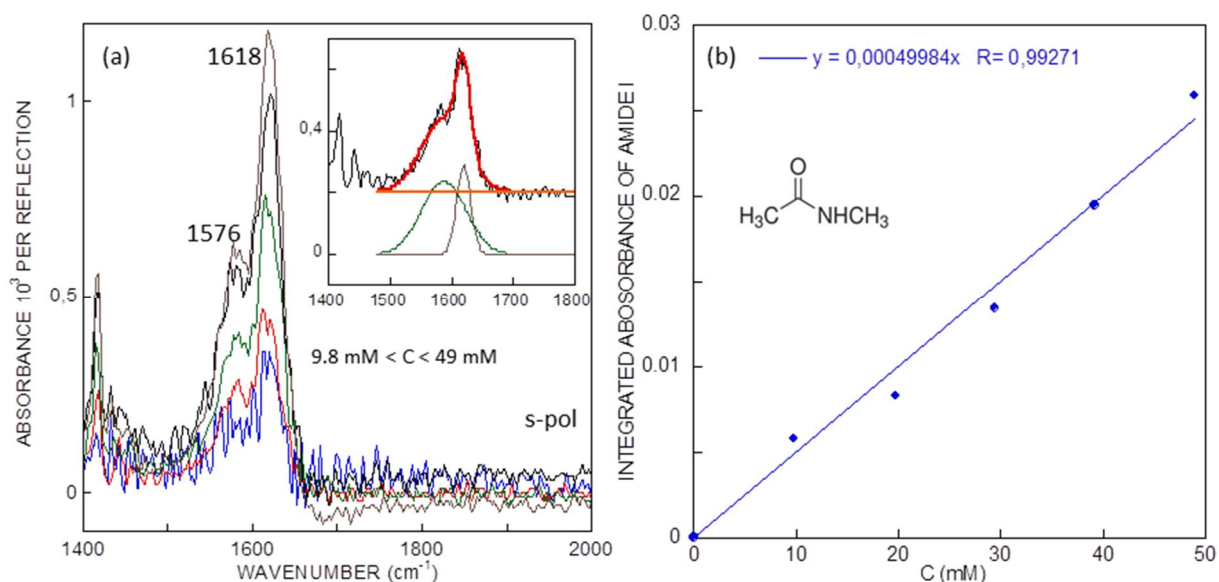 (a)
1618
1576
1
0,5
0
ABSORBANCE 10³ PER REFLECTION
1400
1600
1800
2000
WAVENUMBER (cm⁻¹)
0,4
0
1400
1500
1600
1700
1800
9.8 mM < C < 49 mM
s-pol
(b)
y = 0,00049984x R= 0,99271
0.03
0.02
0.01
0
INTEGRATED ABOSORBANCE OF AMIDE I
O
H₃C
NHCH₃
0
10
20
30
40
50
C (mM)